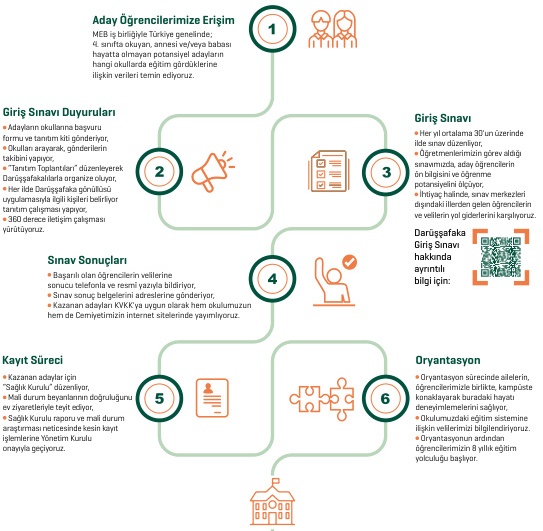 Aday Öğrencilerimize Erişim
MEB iş birliğiyle Türkiye genelinde;
4. sınıfta okuyan, annesi ve/veya babası
hayatta olmayan potansiyel adayların
hangi okullarda eğitim gördüklerine
ilişkin verileri temin ediyoruz.
1
Giriş Sınavı Duyuruları
• Adayların okullarına başvuru
formu ve tanıtım kiti gönderiyor,
• Okulları arayarak, gönderilerin
takibini yapıyor,
• "Tanıtım Toplantıları" düzenleyerek
Darüşşafakalılarla organize oluyor,
• Her ilde Darüşşafaka gönüllüsü
uygulamasıyla ilgili kişileri belirliyor
tanıtım çalışması yapıyor,
• 360 derece iletişim çalışması
yürütüyoruz.
2
3
Giriş Sınavı
• Her yıl ortalama 30'un üzerinde
ilde sınav düzenliyor,
• Öğretmenlerimizin görev aldığı
sınavımızda, aday öğrencilerin
ön bilgisini ve öğrenme
potansiyelini ölçüyor,
• İhtiyaç halinde, sınav merkezleri
dışındaki illerden gelen öğrencilerin
ve velilerin yol giderlerini karşılıyoruz.
Darüşşafaka
Giriş Sınavı
hakkında
ayrıntılı
bilgi için:
Sınav Sonuçları
• Başarılı olan öğrencilerin velilerine
sonucu telefonla ve resmî yazıyla bildiriyor,
• Sınav sonuç belgelerini adreslerine gönderiyor,
• Kazanan adayları KVKK'ya uygun olarak hem okulumuzun
hem de Cemiyetimizin internet sitelerinde yayımlıyoruz.
4
Kayıt Süreci
• Kazanan adaylar için
"Sağlık Kurulu" düzenliyor,
• Mali durum beyanlarının doğruluğunu
ev ziyaretleriyle teyit ediyor,
• Sağlık Kurulu raporu ve mali durum
araştırması neticesinde kesin kayıt
işlemlerine Yönetim Kurulu
onayıyla geçiyoruz.
5
6
Oryantasyon
• Oryantasyon sürecinde ailelerin,
öğrencilerimizle birlikte, kampüste
konaklayarak buradaki hayatı
deneyimlemelerini sağlıyor,
• Okulumuzdaki eğitim sistemine
ilişkin velilerimizi bilgilendiriyoruz.
• Oryantasyonun ardından
öğrencilerimizin 8 yıllık eğitim
yolculuğu başlıyor.